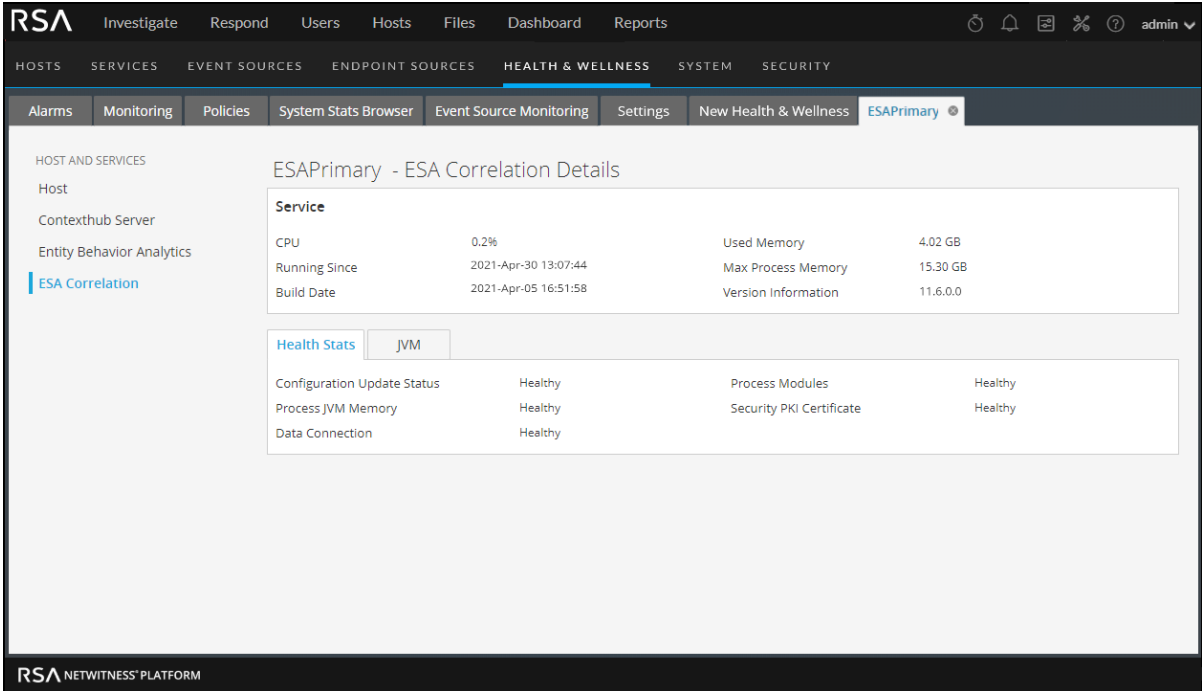 RSA Investigate Respond Users Hosts Files Dashboard Reports admin
HOSTS SERVICES EVENT SOURCES ENDPOINT SOURCES HEALTH & WELLNESS SYSTEM SECURITY
Alarms Monitoring Policies System Stats Browser Event Source Monitoring Settings New Health & Wellness ESAPrimary
HOST AND SERVICES
Host
Contexthub Server
Entity Behavior Analytics
ESA Correlation
ESAPrimary - ESA Correlation Details
Service
CPU 0.2% Used Memory 4.02 GB
Running Since 2021-Apr-30 13:07:44 Max Process Memory 15.30 GB
Build Date 2021-Apr-05 16:51:58 Version Information 11.6.0.0
Health Stats JVM
Configuration Update Status Healthy Process Modules Healthy
Process JVM Memory Healthy Security PKI Certificate Healthy
Data Connection Healthy
RSA NETWITNESS® PLATFORM